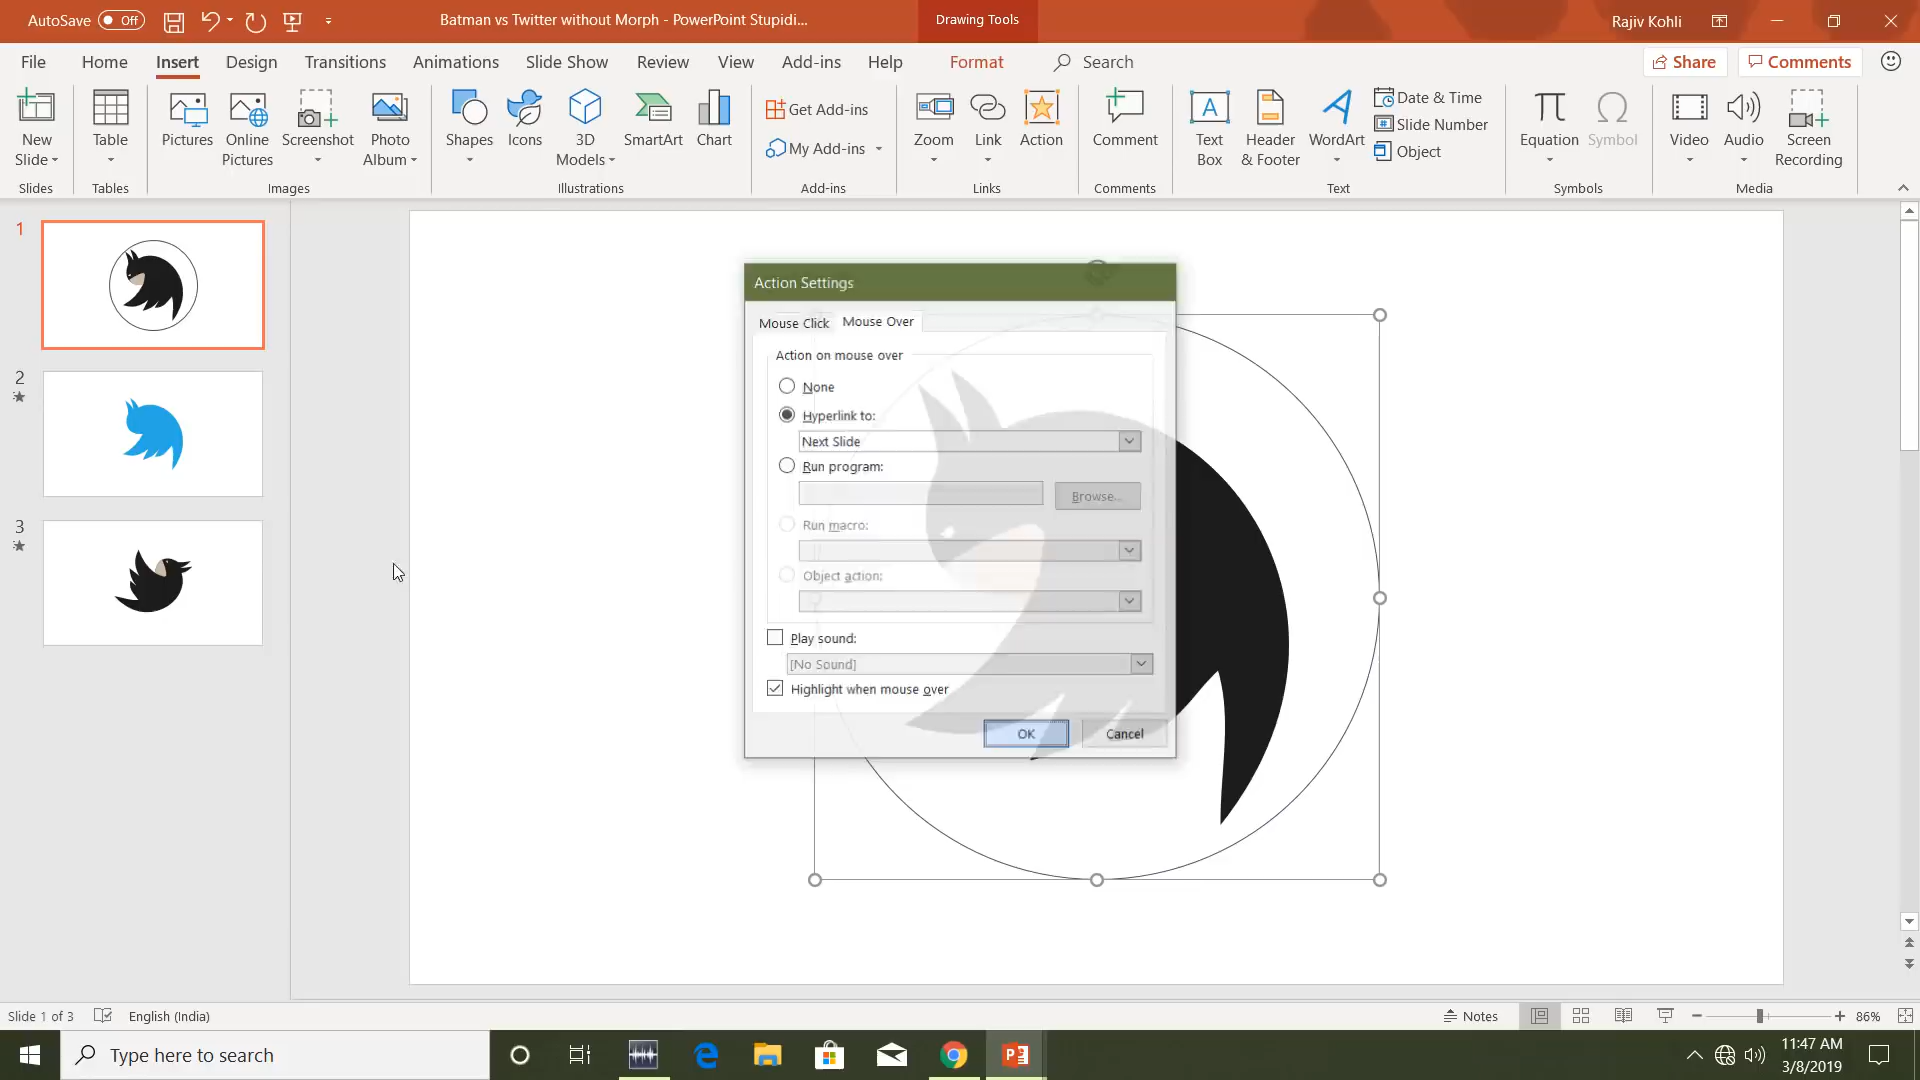 AutoSave Off
Batman vs Twitter without Morph - PowerPoint Stupidi...
Drawing Tools
Rajiv Kohli
File Home Insert Design Transitions Animations Slide Show Review View Add-ins Help Format Search Share Comments
New Slide
Table
Pictures
Online Pictures
Screenshot
Photo Album
Shapes
Icons
3D Models
SmartArt
Chart
Get Add-ins
My Add-ins
Zoom
Link
Action
Comment
Text Box
Header & Footer
WordArt
Date & Time
Slide Number
Object
Equation
Symbol
Video
Audio
Screen Recording
Slides Tables Images Illustrations Add-ins Links Comments Text Symbols Media
1
2
3
Action Settings
Mouse Click Mouse Over
Action on mouse over
None
Hyperlink to:
Next Slide
Run program:
Browse...
Run macro:
Object action:
Play sound:
[No Sound]
Highlight when mouse over
OK Cancel
Slide 1 of 3 English (India) Notes 86%
Type here to search
11:47 AM
3/8/2019